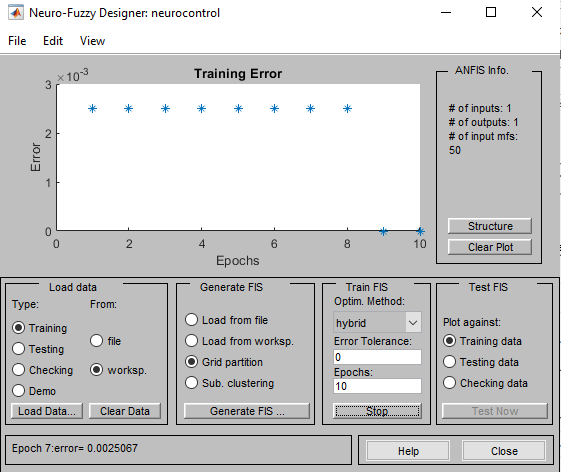 Neuro-Fuzzy Designer: neurocontrol
File Edit View
Training Error
×10-3
3
2
1
0
Error
0 2 4 6 8 10
Epochs
ANFIS Info.
# of inputs: 1
# of outputs: 1
# of input mfs:
50
Structure
Clear Plot
Load data
Type: From:
Training
Testing
Checking
Demo
file
worksp.
Load Data... Clear Data
Generate FIS
Load from file
Load from worksp.
Grid partition
Sub. clustering
Generate FIS ...
Train FIS
Optim. Method:
hybrid
Error Tolerance:
0
Epochs:
10
Stop
Test FIS
Plot against:
Training data
Testing data
Checking data
Test Now
Epoch 7:error= 0.0025067
Help Close